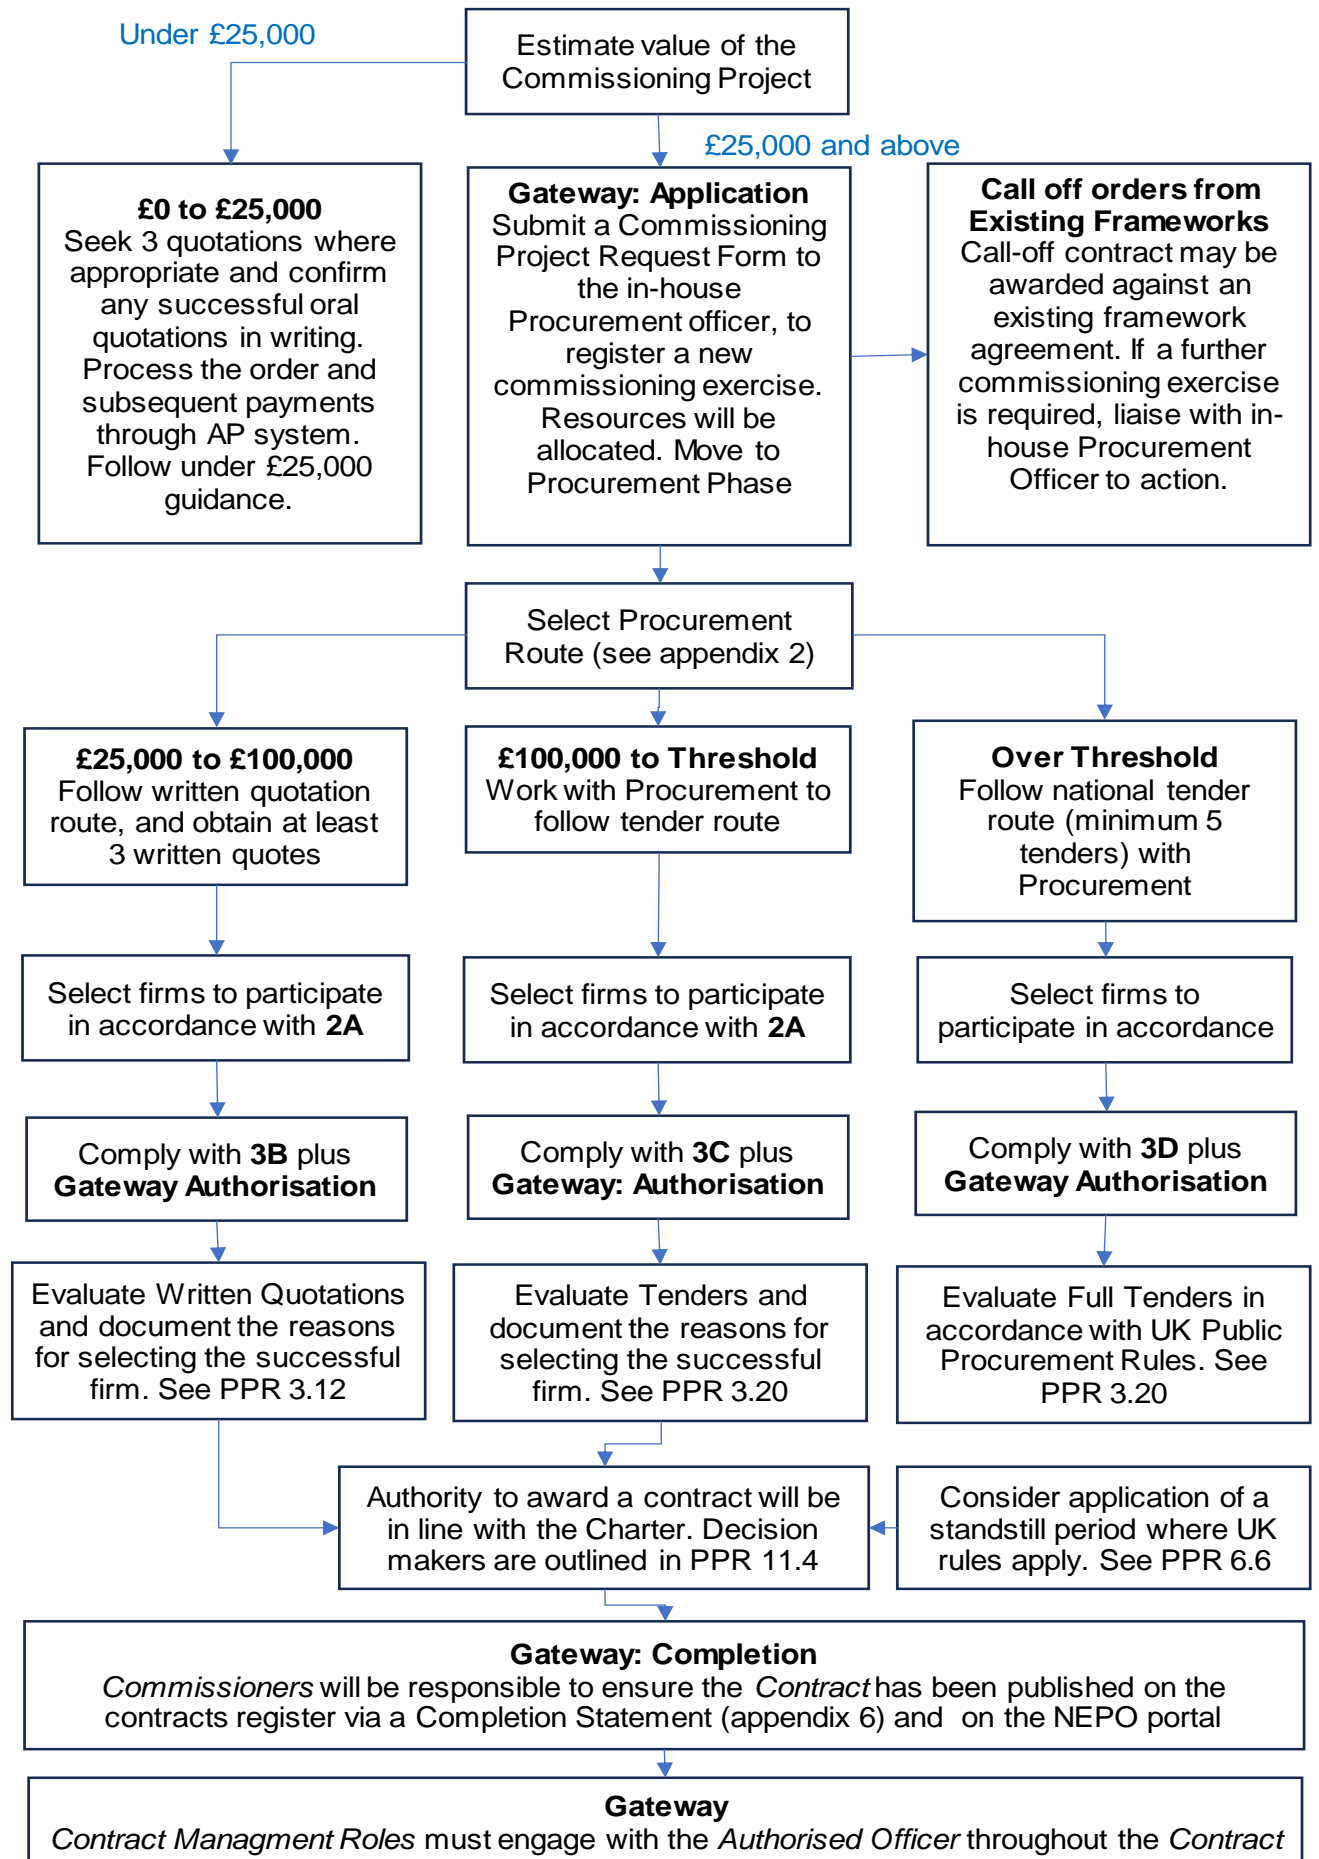 Under £25,000
Estimate value of the
Commissioning Project
£25,000 and above
£0 to £25,000
Seek 3 quotations where
appropriate and confirm
any successful oral
quotations in writing.
Process the order and
subsequent payments
through AP system.
Follow under £25,000
guidance.
Gateway: Application
Submit a Commissioning
Project Request Form to
the in-house
Procurement officer, to
register a new
commissioning exercise.
Resources will be
allocated. Move to
Procurement Phase
Call off orders from
Existing Frameworks
Call-off contract may be
awarded against an
existing framework
agreement. If a further
commissioning exercise
is required, liaise with in-
house Procurement
Officer to action.
Select Procurement
Route (see appendix 2)
£25,000 to £100,000
Follow written quotation
route, and obtain at least
3 written quotes
£100,000 to Threshold
Work with Procurement to
follow tender route
Over Threshold
Follow national tender
route (minimum 5
tenders) with
Procurement
Select firms to participate
in accordance with 2A
Select firms to participate
in accordance with 2A
Select firms to
participate in accordance
Comply with 3B plus
Gateway Authorisation
Comply with 3C plus
Gateway: Authorisation
Comply with 3D plus
Gateway Authorisation
Evaluate Written Quotations
and document the reasons
for selecting the successful
firm. See PPR 3.12
Evaluate Tenders and
document the reasons for
selecting the successful
firm. See PPR 3.20
Evaluate Full Tenders in
accordance with UK Public
Procurement Rules. See
PPR 3.20
Authority to award a contract will be
in line with the Charter. Decision
makers are outlined in PPR 11.4
Consider application of a
standstill period where UK
rules apply. See PPR 6.6
Gateway: Completion
Commissioners will be responsible to ensure the Contract has been published on the
contracts register via a Completion Statement (appendix 6) and on the NEPO portal
Gateway
Contract Managment Roles must engage with the Authorised Officer throughout the Contract